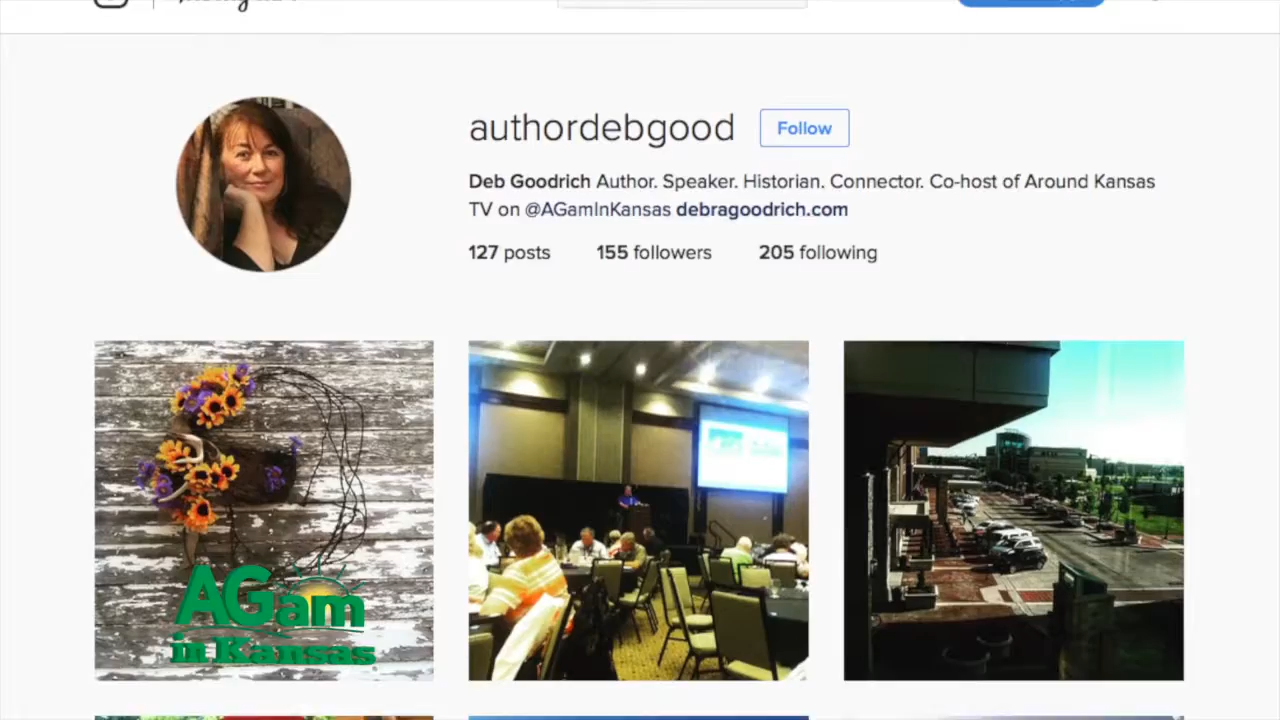 authordebgood Follow
Deb Goodrich Author. Speaker. Historian. Connector. Co-host of Around Kansas
TV on @AGamInKansas debragoodrich.com
127 posts 155 followers 205 following
AGam
in Kansas